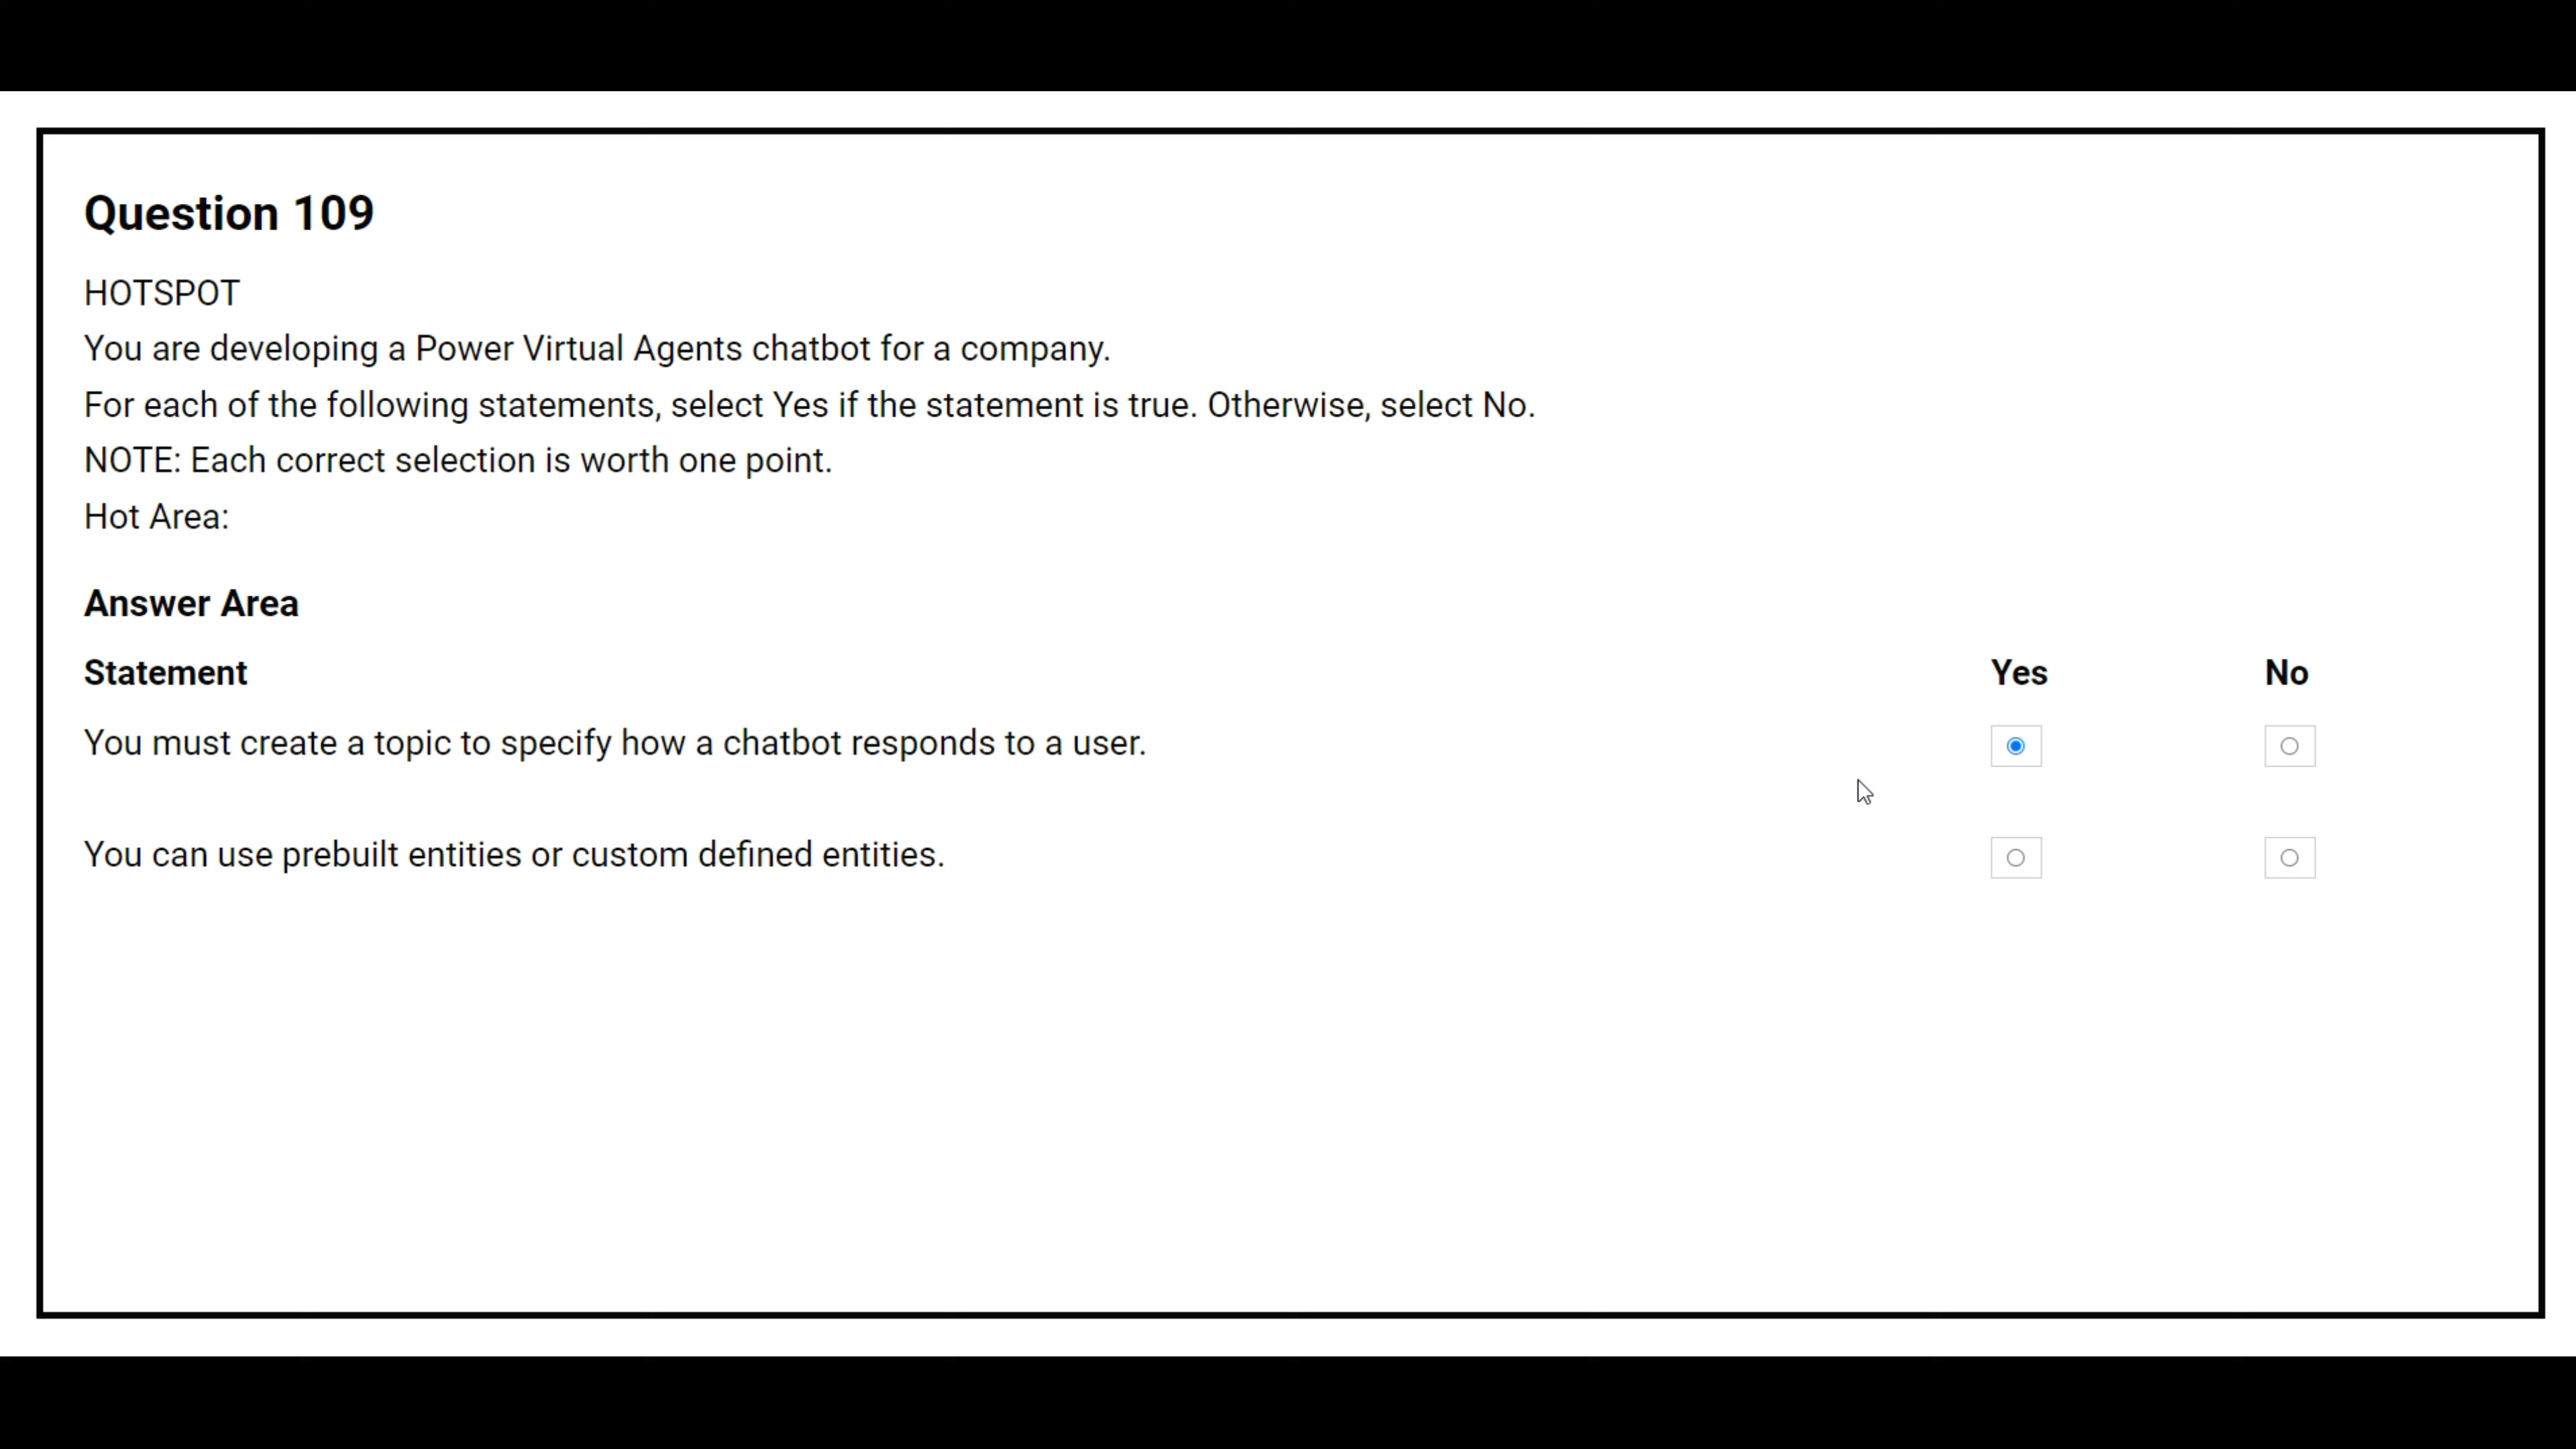 Question 109
HOTSPOT
You are developing a Power Virtual Agents chatbot for a company.
For each of the following statements, select Yes if the statement is true. Otherwise, select No.
NOTE: Each correct selection is worth one point.
Hot Area:
Answer Area
Statement Yes No
You must create a topic to specify how a chatbot responds to a user.
You can use prebuilt entities or custom defined entities.